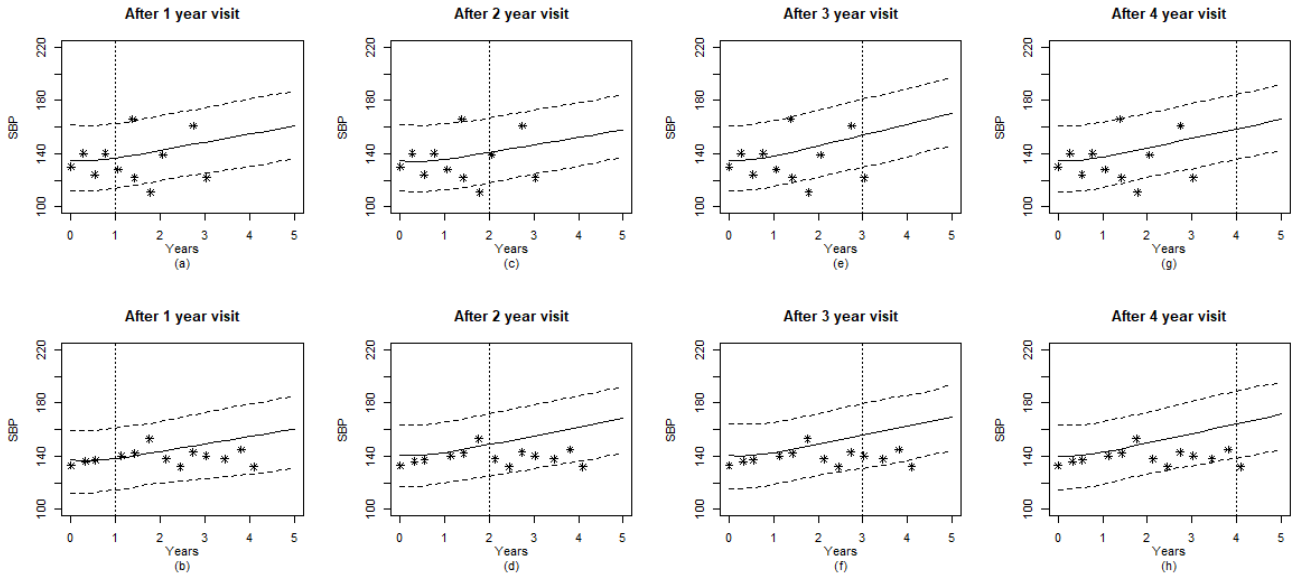 After 1 year visit
After 2 year visit
After 3 year visit
After 4 year visit
SBP
100 140 180 220
0 1 2 3 4 5
Years
(a)
SBP
100 140 180 220
0 1 2 3 4 5
Years
(c)
SBP
100 140 180 220
0 1 2 3 4 5
Years
(e)
SBP
100 140 180 220
0 1 2 3 4 5
Years
(g)
After 1 year visit
After 2 year visit
After 3 year visit
After 4 year visit
SBP
100 140 180 220
0 1 2 3 4 5
Years
(b)
SBP
100 140 180 220
0 1 2 3 4 5
Years
(d)
SBP
100 140 180 220
0 1 2 3 4 5
Years
(f)
SBP
100 140 180 220
0 1 2 3 4 5
Years
(h)